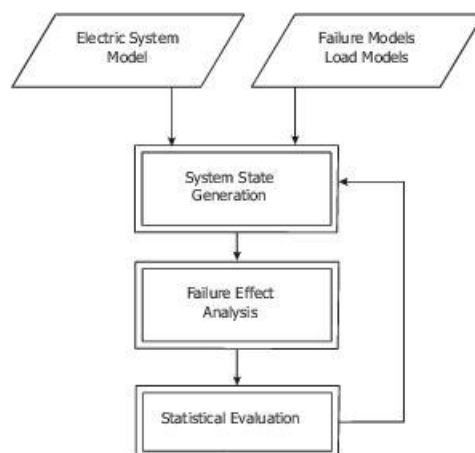 Electric System
Model
Failure Models
Load Models
System State
Generation
Failure Effect
Analysis
Statistical Evaluation